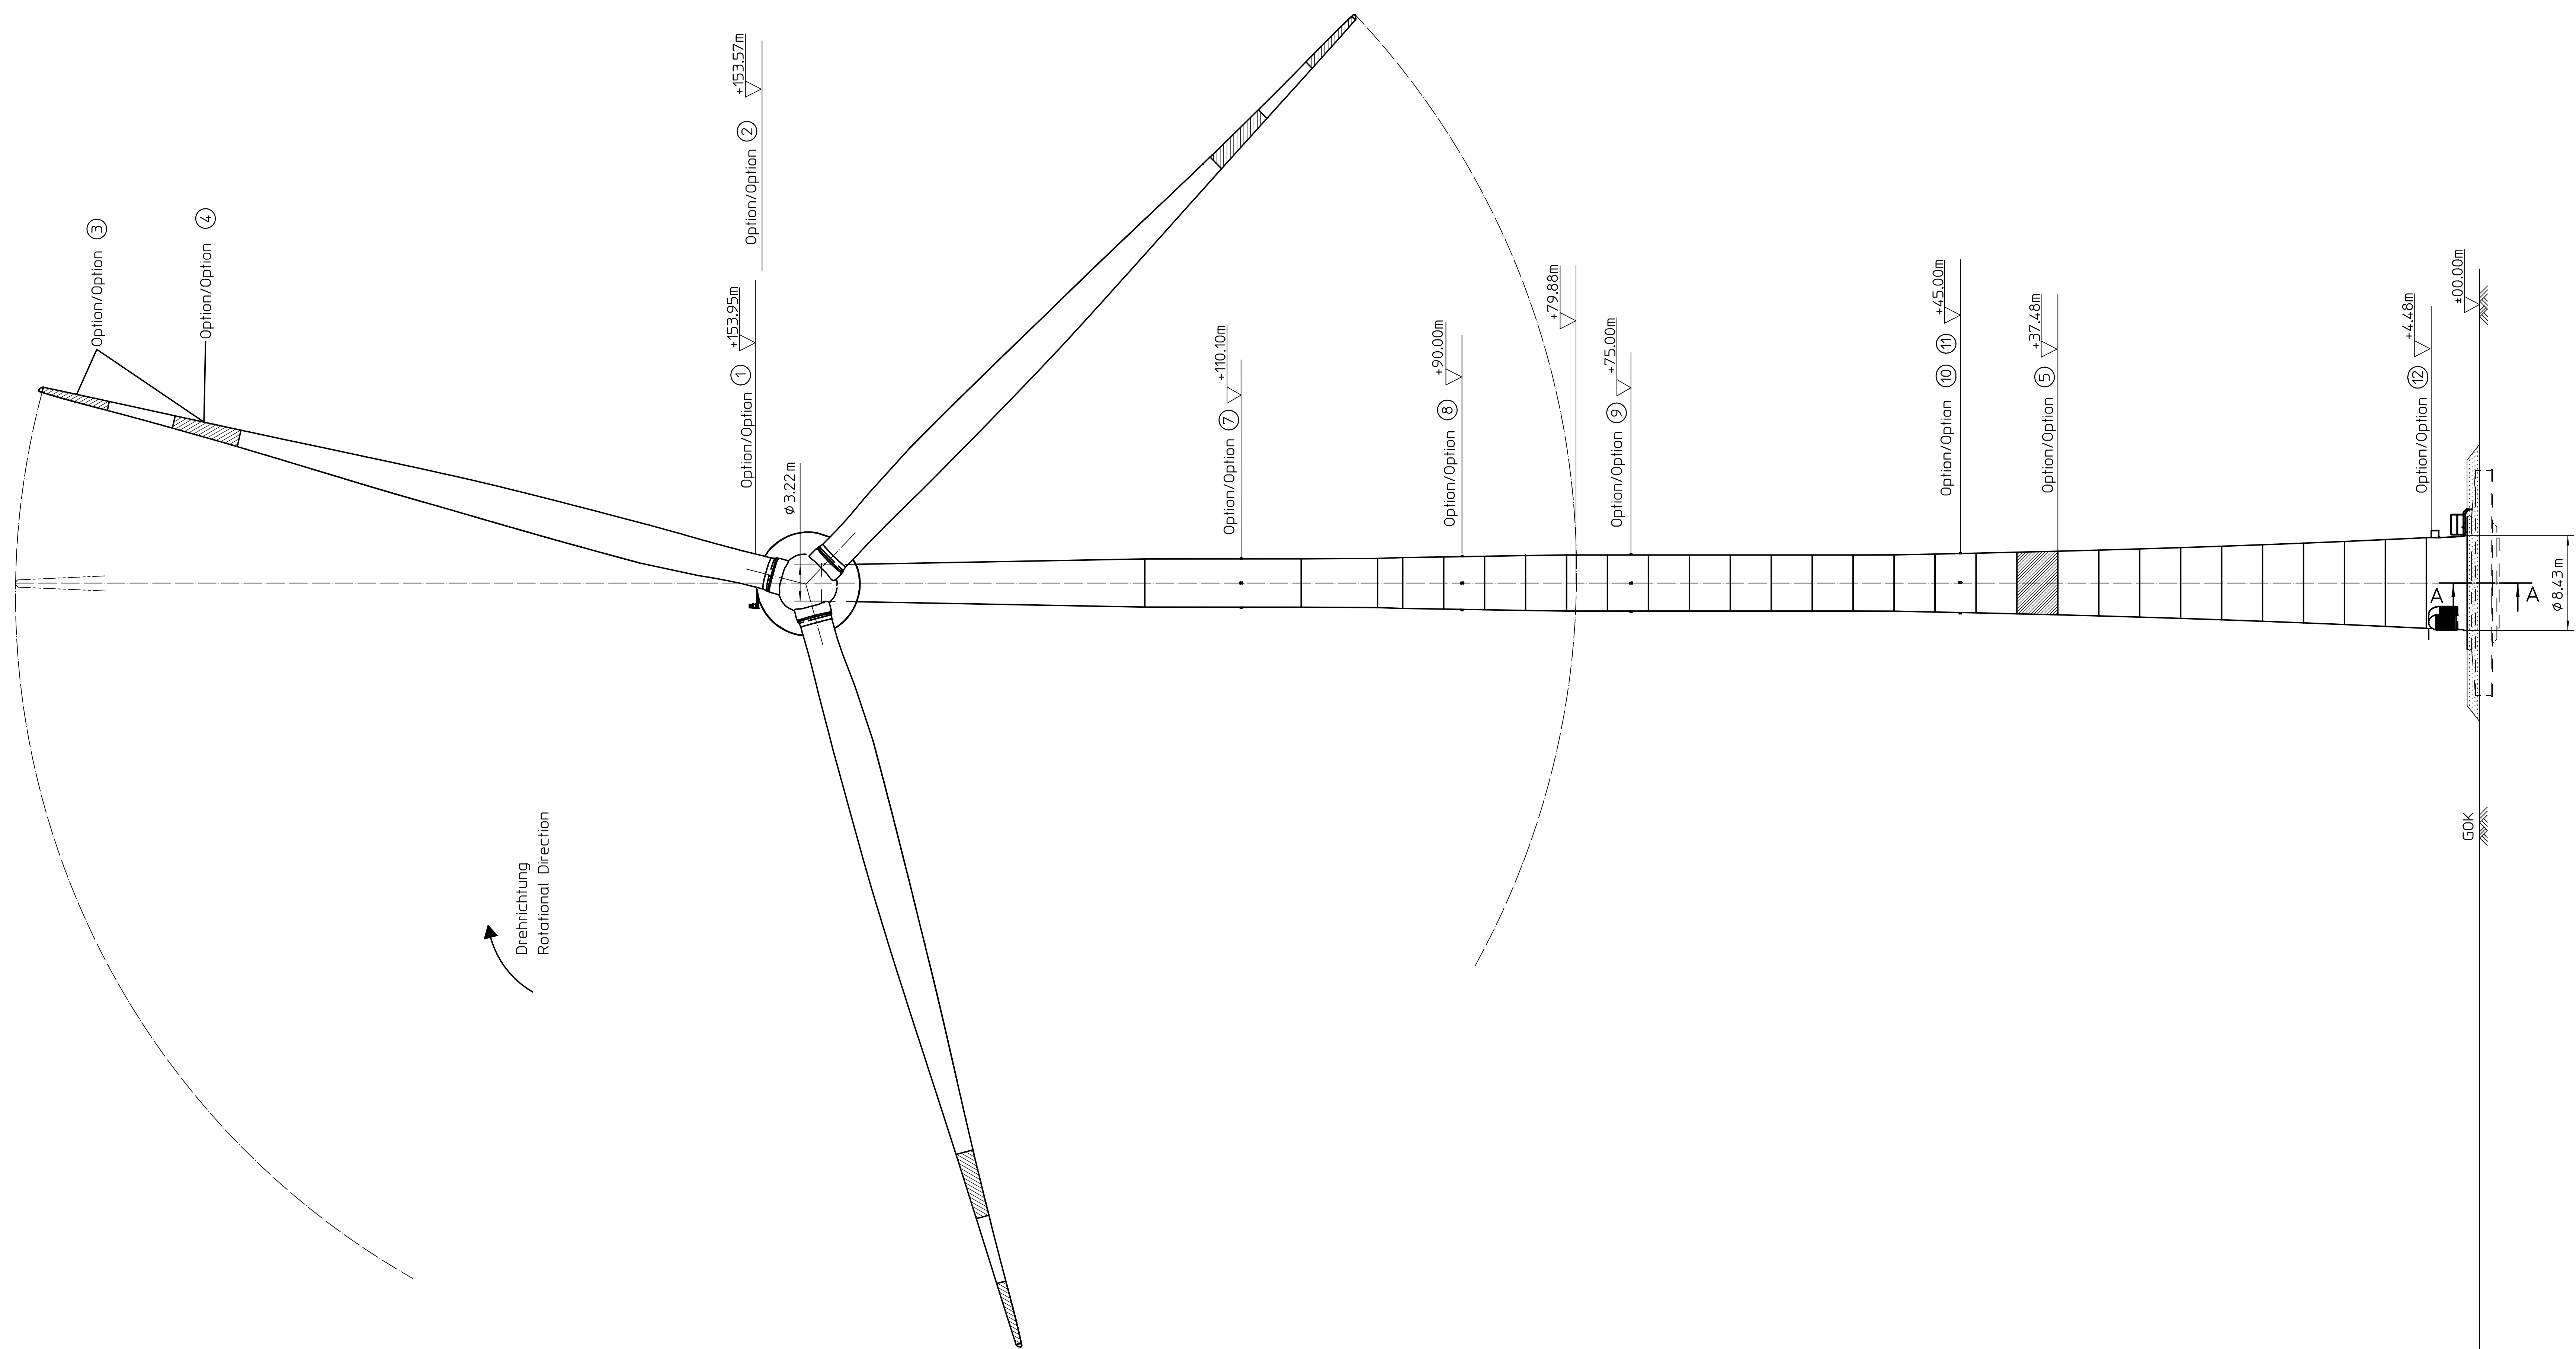 Option/Option ③
Option/Option ④
Drehrichtung
Rotational Direction
+153.57m
Option/Option ②
+153.95m
Option/Option ①
ø 3.22m
+110.10m
Option/Option ⑦
+90.00m
Option/Option ⑧
+79.88m
+75.00m
Option/Option ⑨
+45.00m
Option/Option ⑩ ⑪
+37.48m
Option/Option ⑤
+4.48m
Option/Option ⑫
±00.00m
GOK
A
A
ø 8.43m